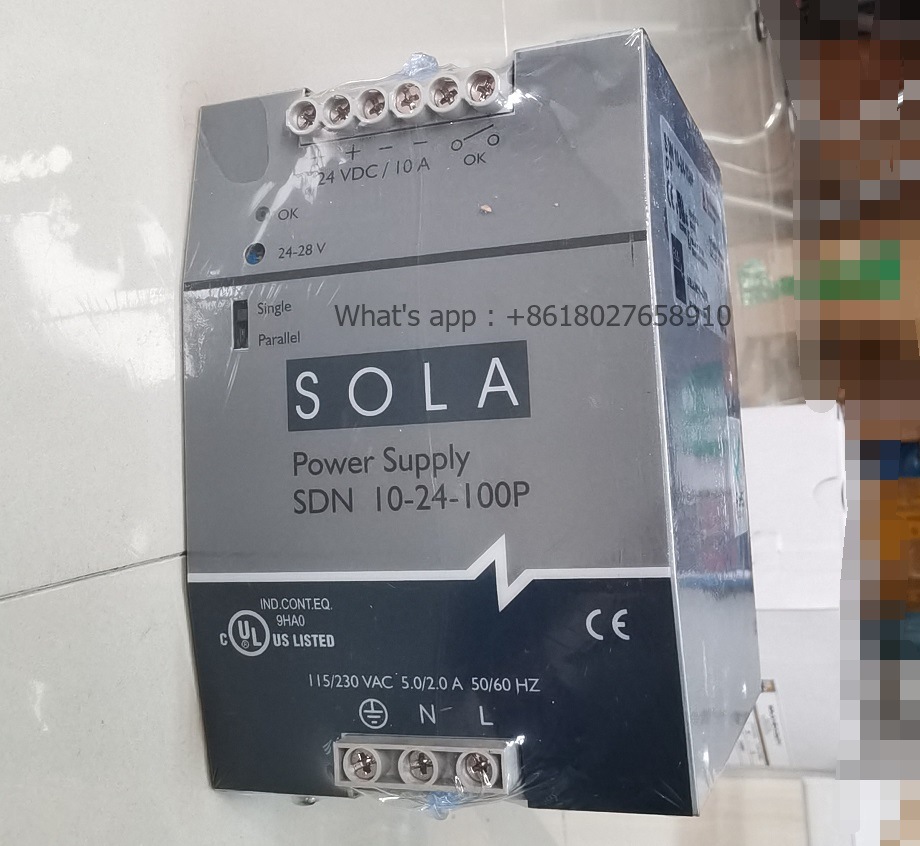 + + − −
24 VDC / 10 A
OK
OK
24-28 V
Single
Parallel
What's app : +8618027658910
SOLA
Power Supply
SDN 10-24-100P
IND.CONT.EQ.
9HA0
C UL ® US LISTED
CE
115/230 VAC 5.0/2.0 A 50/60 HZ
N L